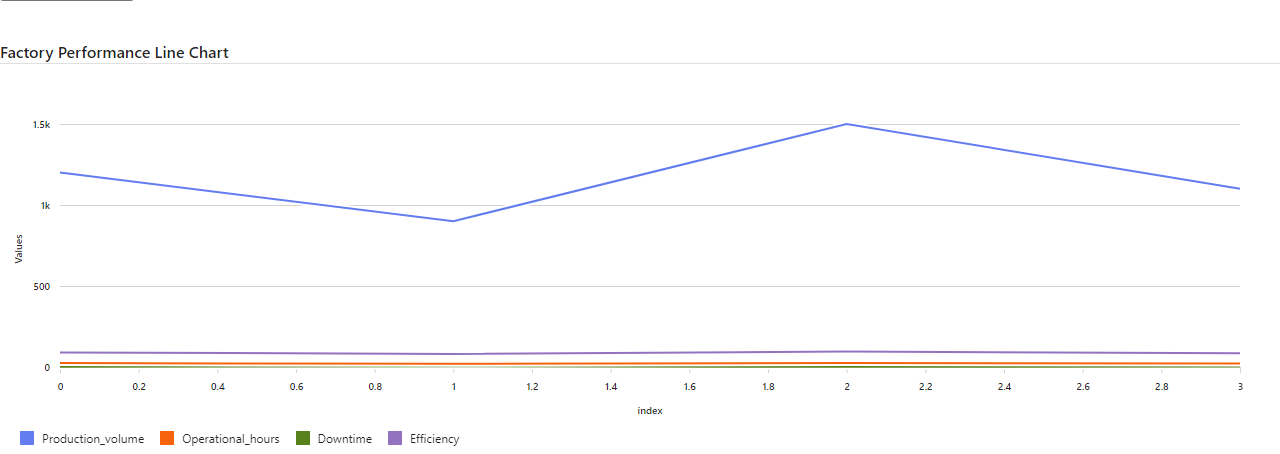 Factory Performance Line Chart
1.5k
1k
500
0
Values
0 0.2 0.4 0.6 0.8 1 1.2 1.4 1.6 1.8 2 2.2 2.4 2.6 2.8 3
index
Production_volume Operational_hours Downtime Efficiency